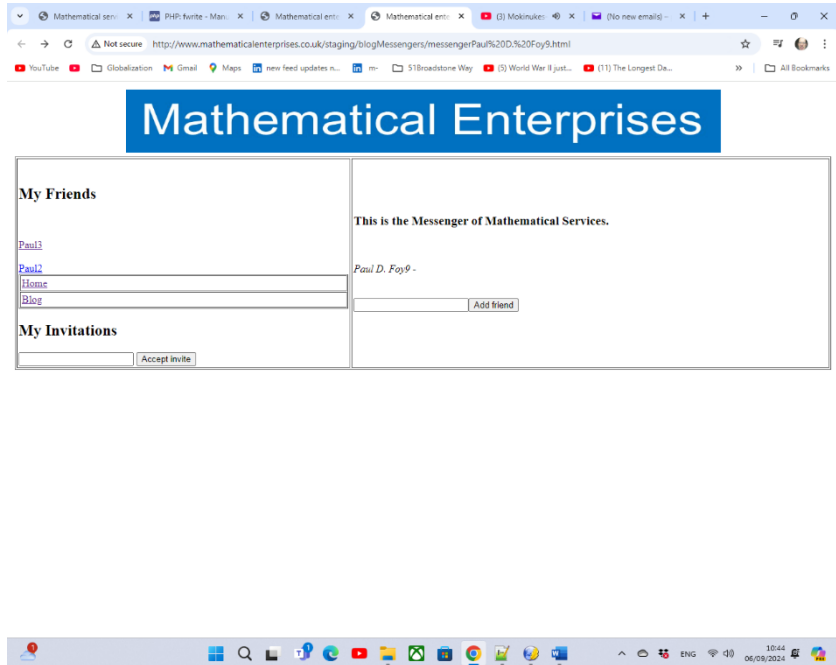 Mathematical serv
PHP: fwrite - Manu
Mathematical ente
Mathematical ente
(3) Mokinukes
(No new emails) -
Not secure
http://www.mathematicalenterprises.co.uk/staging/blogMessengers/messengerPaul%20D.%20Foy9.html
YouTube
Globalization
Gmail
Maps
new feed updates n...
m-
51Broadstone Way
(5) World War II just...
(11) The Longest Da...
All Bookmarks
Mathematical Enterprises
My Friends
Paul3
Paul2
Home
Blog
My Invitations
Accept invite
This is the Messenger of Mathematical Services.
Paul D. Foy9 -
Add friend
ENG
10:44
06/09/2024